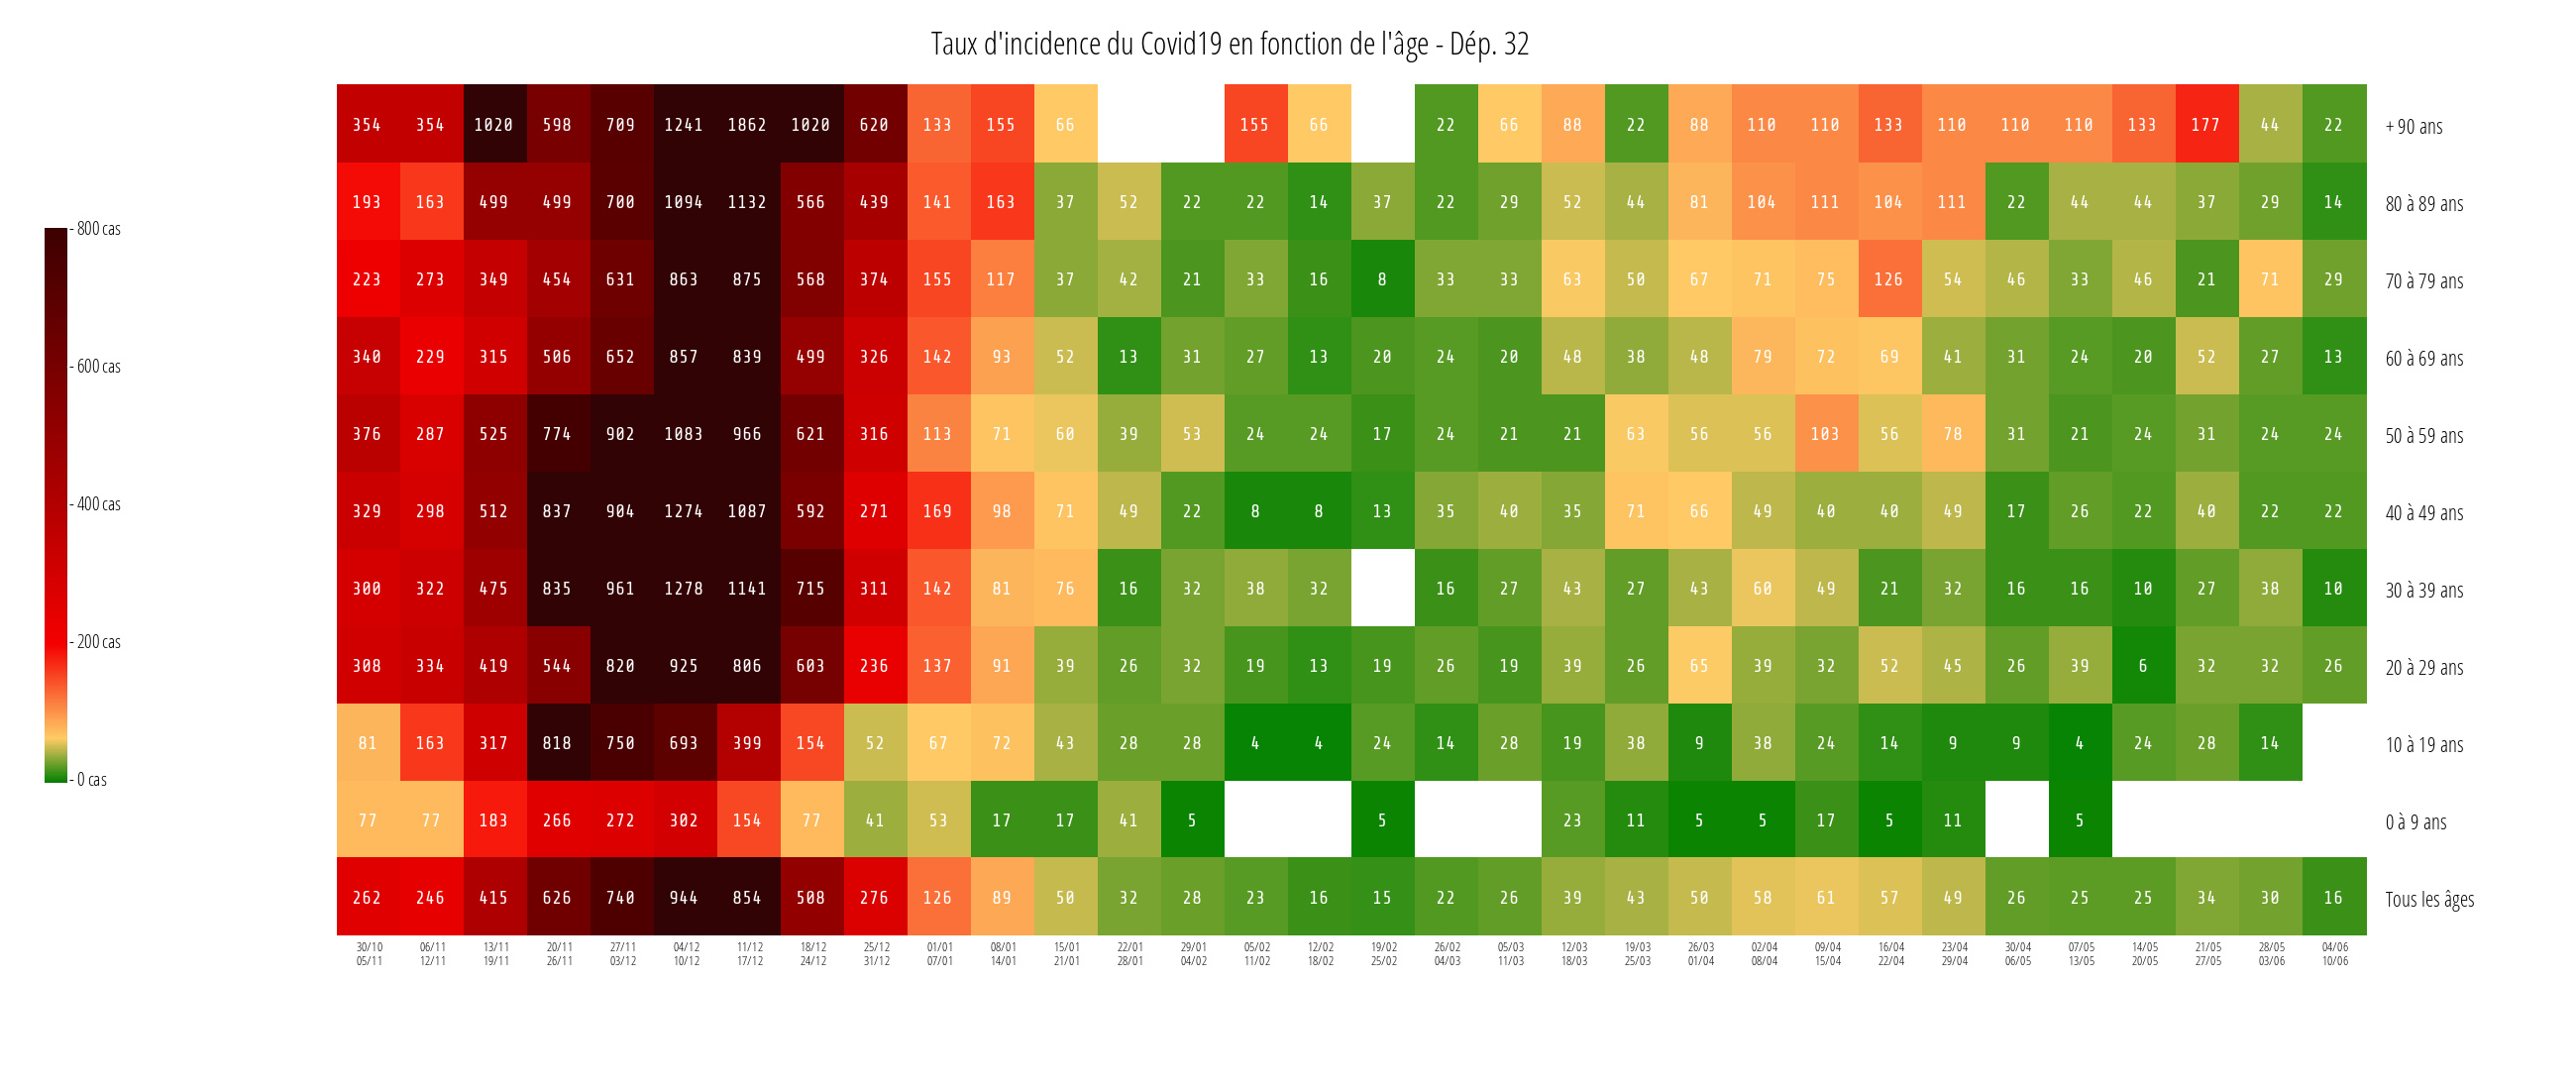 Taux d'incidence du Covid19 en fonction de l'âge - Dép. 32
354 354 1020 598 709 1241 1862 1020 620 133 155 66 155 66 22 66 88 22 88 110 110 133 110 110 110 133 177 44 22 + 90 ans
193 163 499 499 700 1094 1132 566 439 141 163 37 52 22 22 14 37 22 29 52 44 81 104 111 104 111 22 44 44 37 29 14 80 à 89 ans
- 800 cas
223 273 349 454 631 863 875 568 374 155 117 37 42 21 33 16 8 33 33 63 50 67 71 75 126 54 46 33 46 21 71 29 70 à 79 ans
340 229 315 506 652 857 839 499 326 142 93 52 13 31 27 13 20 24 20 48 38 48 79 72 69 41 31 24 20 52 27 13 60 à 69 ans
- 600 cas
376 287 525 774 902 1083 966 621 316 113 71 60 39 53 24 24 17 24 21 21 63 56 56 103 56 78 31 21 24 31 24 24 50 à 59 ans
- 400 cas
329 298 512 837 904 1274 1087 592 271 169 98 71 49 22 8 8 13 35 40 35 71 66 49 40 40 49 17 26 22 40 22 22 40 à 49 ans
300 322 475 835 961 1278 1141 715 311 142 81 76 16 32 38 32 16 27 43 27 43 60 49 21 32 16 16 10 27 38 10 30 à 39 ans
- 200 cas
308 334 419 544 820 925 806 603 236 137 91 39 26 32 19 13 19 26 19 39 26 65 39 32 52 45 26 39 6 32 32 26 20 à 29 ans
81 163 317 818 750 693 399 154 52 67 72 43 28 28 4 4 24 14 28 19 38 9 38 24 14 9 9 4 24 28 14 10 à 19 ans
- 0 cas
77 77 183 266 272 302 154 77 41 53 17 17 41 5 5 23 11 5 5 17 5 11 5 0 à 9 ans
262 246 415 626 740 944 854 508 276 126 89 50 32 28 23 16 15 22 26 39 43 50 58 61 57 49 26 25 25 34 30 16 Tous les âges
30/10 06/11 13/11 20/11 27/11 04/12 11/12 18/12 25/12 01/01 08/01 15/01 22/01 29/01 05/02 12/02 19/02 26/02 05/03 12/03 19/03 26/03 02/04 09/04 16/04 23/04 30/04 07/05 14/05 21/05 28/05 04/06
05/11 12/11 19/11 26/11 03/12 10/12 17/12 24/12 31/12 07/01 14/01 21/01 28/01 04/02 11/02 18/02 25/02 04/03 11/03 18/03 25/03 01/04 08/04 15/04 22/04 29/04 06/05 13/05 20/05 27/05 03/06 10/06